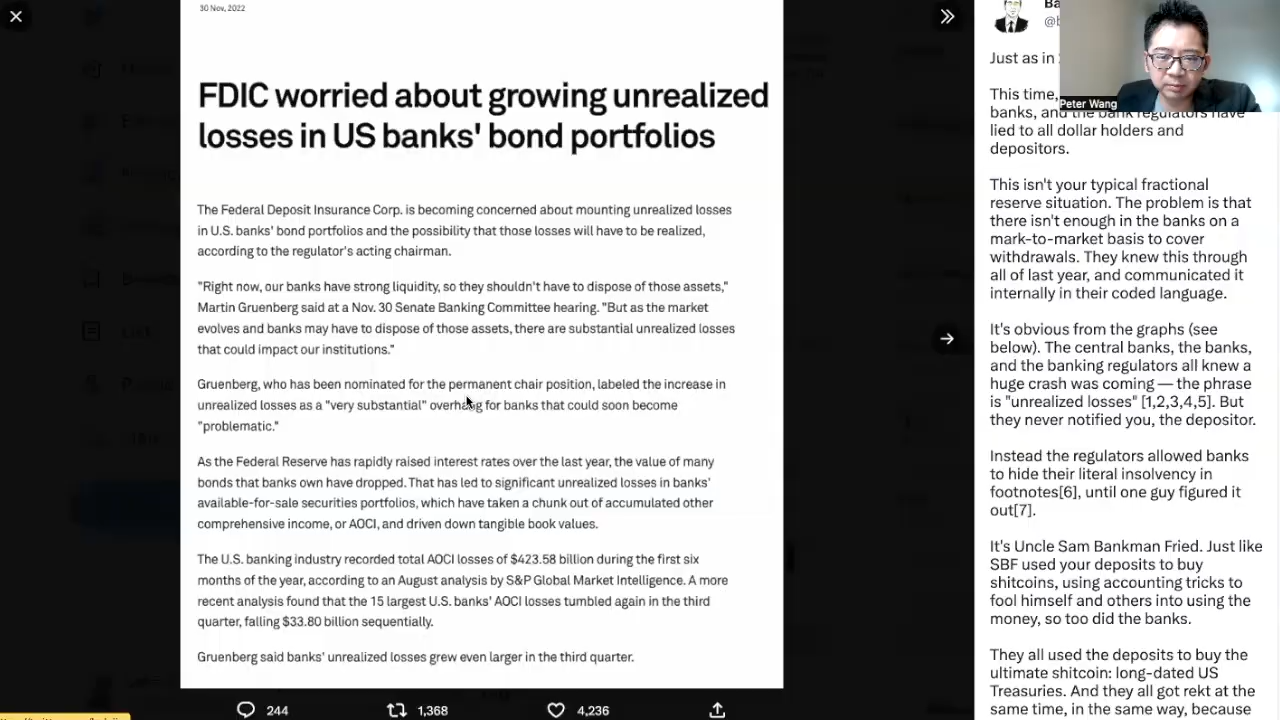 30 Nov, 2022
FDIC worried about growing unrealized
losses in US banks' bond portfolios
The Federal Deposit Insurance Corp. is becoming concerned about mounting unrealized losses
in U.S. banks' bond portfolios and the possibility that those losses will have to be realized,
according to the regulator's acting chairman.
"Right now, our banks have strong liquidity, so they shouldn't have to dispose of those assets,"
Martin Gruenberg said at a Nov. 30 Senate Banking Committee hearing. "But as the market
evolves and banks may have to dispose of those assets, there are substantial unrealized losses
that could impact our institutions."
Gruenberg, who has been nominated for the permanent chair position, labeled the increase in
unrealized losses as a "very substantial" overhang for banks that could soon become
"problematic."
As the Federal Reserve has rapidly raised interest rates over the last year, the value of many
bonds that banks own have dropped. That has led to significant unrealized losses in banks'
available-for-sale securities portfolios, which have taken a chunk out of accumulated other
comprehensive income, or AOCI, and driven down tangible book values.
The U.S. banking industry recorded total AOCI losses of $423.58 billion during the first six
months of the year, according to an August analysis by S&P Global Market Intelligence. A more
recent analysis found that the 15 largest U.S. banks' AOCI losses tumbled again in the third
quarter, falling $33.80 billion sequentially.
Gruenberg said banks' unrealized losses grew even larger in the third quarter.
244 1,368 4,236
Ba
@b
Just as in
Peter Wang
This time,
banks, and the bank regulators have
lied to all dollar holders and
depositors.
This isn't your typical fractional
reserve situation. The problem is that
there isn't enough in the banks on a
mark-to-market basis to cover
withdrawals. They knew this through
all of last year, and communicated it
internally in their coded language.
It's obvious from the graphs (see
below). The central banks, the banks,
and the banking regulators all knew a
huge crash was coming — the phrase
is "unrealized losses" [1,2,3,4,5]. But
they never notified you, the depositor.
Instead the regulators allowed banks
to hide their literal insolvency in
footnotes[6], until one guy figured it
out[7].
It's Uncle Sam Bankman Fried. Just like
SBF used your deposits to buy
shitcoins, using accounting tricks to
fool himself and others into using the
money, so too did the banks.
They all used the deposits to buy the
ultimate shitcoin: long-dated US
Treasuries. And they all got rekt at the
same time, in the same way, because